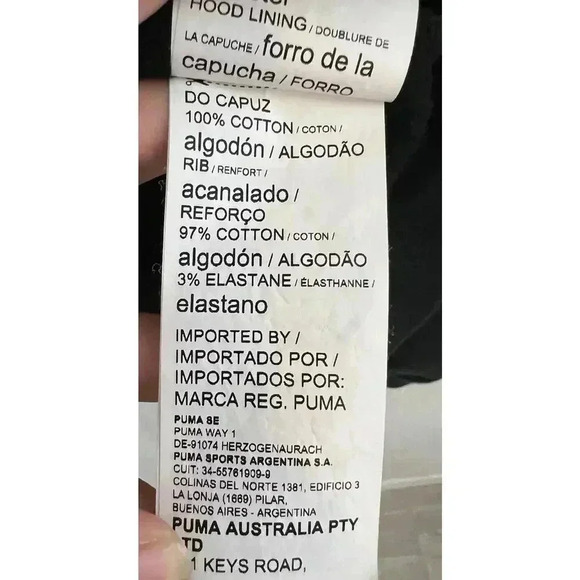 HOOD LINING / DOUBLURE DE
LA CAPUCHE / forro de la
capucha / FORRO
DO CAPUZ
100% COTTON / COTON /
algodón / ALGODÃO
RIB / RENFORT /
acanalado /
REFORÇO
97% COTTON / COTON /
algodón / ALGODÃO
3% ELASTANE / ÉLASTHANNE /
elastano
IMPORTED BY /
IMPORTADO POR /
IMPORTADOS POR:
MARCA REG. PUMA
PUMA SE
PUMA WAY 1
DE-91074 HERZOGENAURACH
PUMA SPORTS ARGENTINA S.A.
CUIT: 34-55761909-9
COLINAS DEL NORTE 1381, EDIFICIO 3
LA LONJA (1669) PILAR,
BUENOS AIRES - ARGENTINA
PUMA AUSTRALIA PTY
TD
1 KEYS ROAD,